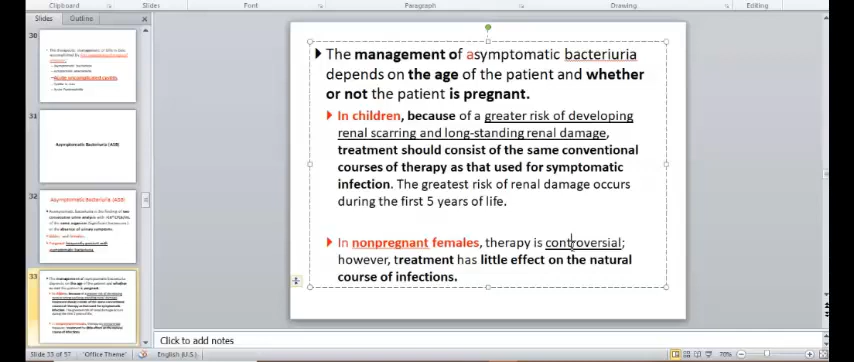 Clipboard
Slides
Font
Paragraph
Drawing
Editing
Slides
Outline
30
31
Asymptomatic Bacteriuria (ASB)
32
Asymptomatic Bacteriuria (ASB)
33
The management of asymptomatic bacteriuria
depends on the age of the patient and whether
or not the patient is pregnant.
In children, because of a greater risk of developing
renal scarring and long-standing renal damage,
treatment should consist of the same conventional
courses of therapy as that used for symptomatic
infection. The greatest risk of renal damage occurs
during the first 5 years of life.
In nonpregnant females, therapy is controversial;
however, treatment has little effect on the natural
course of infections.
Click to add notes
Slide 33 of 57
"Office Theme"
English (U.S.)
70%